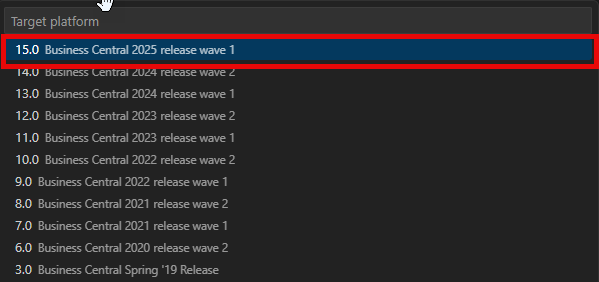 Target platform
15.0 Business Central 2025 release wave 1
14.0 Business Central 2024 release wave 2
13.0 Business Central 2024 release wave 1
12.0 Business Central 2023 release wave 2
11.0 Business Central 2023 release wave 1
10.0 Business Central 2022 release wave 2
9.0 Business Central 2022 release wave 1
8.0 Business Central 2021 release wave 2
7.0 Business Central 2021 release wave 1
6.0 Business Central 2020 release wave 2
3.0 Business Central Spring '19 Release